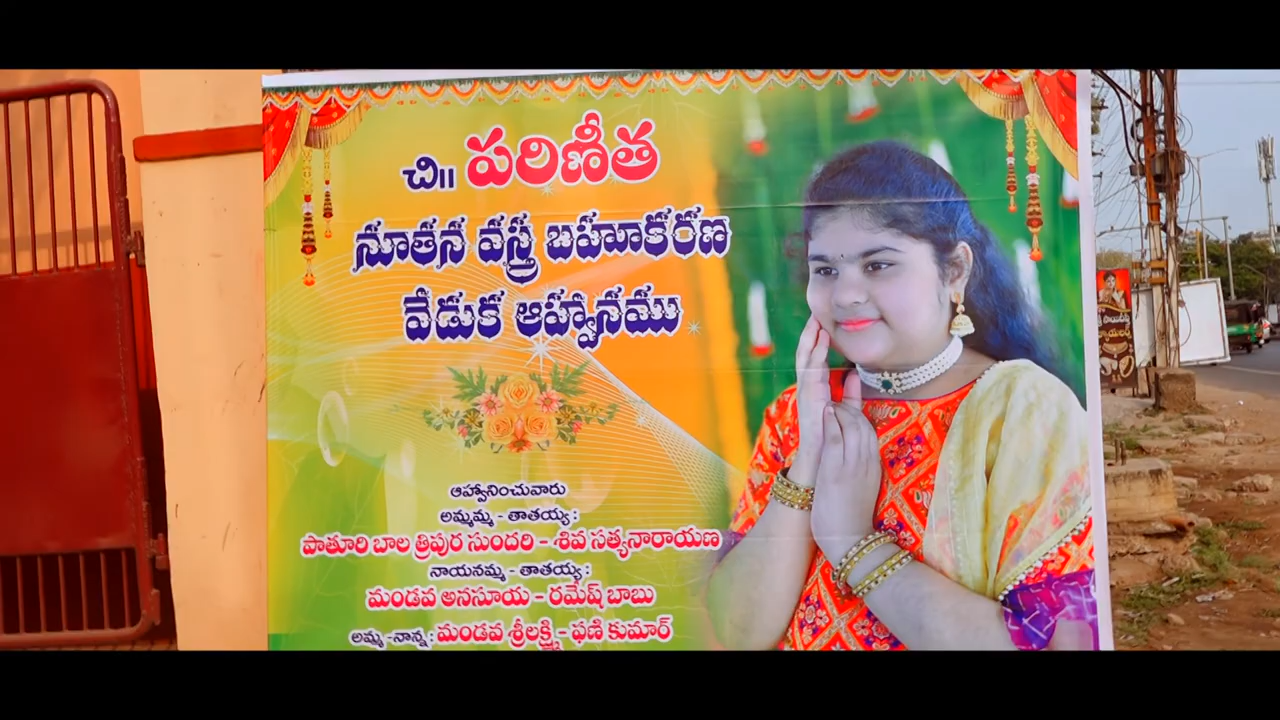 చి॥ పరిణీత
నూతన వస్త్ర బహూకరణ
వేడుక ఆహ్వానము
ఆహ్వానించువారు
అమ్మమ్మ - తాతయ్య :
పాతూరి బాల త్రిపుర సుందరి - శివ సత్యనారాయణ
నాయనమ్మ - తాతయ్య :
మండవ అనసూయ - రమేష్ బాబు
అమ్మ -నాన్న : మండవ శ్రీలక్ష్మి - ఫణి కుమార్